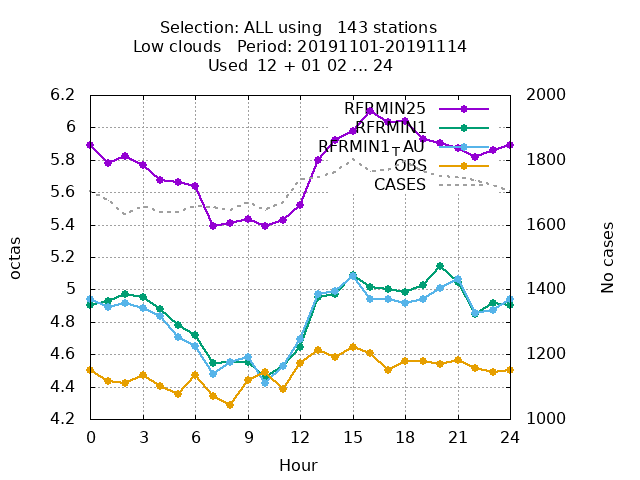 Selection: ALL using   143 stations
Low clouds   Period: 20191101-20191114
Used  12 + 01 02 ... 24
6.2
6
5.8
5.6
5.4
5.2
5
4.8
4.6
4.4
4.2
2000
1800
1600
1400
1200
1000
RFRMIN25
RFRMIN1
RFRMIN1┬AU
OBS
CASES
octas
No cases
0 3 6 9 12 15 18 21 24
Hour